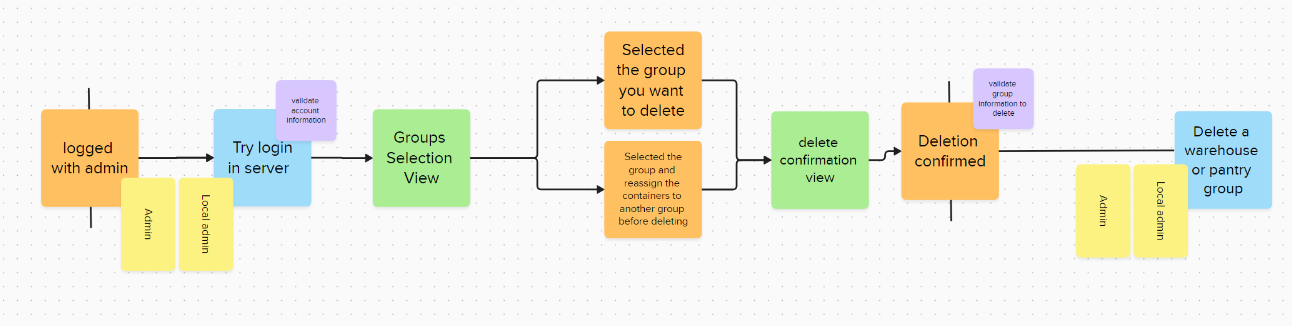 logged
with admin
Admin
Local admin
Try login
in server
validate
account
information
Groups
Selection
View
Selected
the group
you want
to delete
Selected the
group and
reassign the
containers to
another group
before deleting
delete
confirmation
view
Deletion
confirmed
validate
group
information to
delete
Admin
Local admin
Delete a
warehouse
or pantry
group